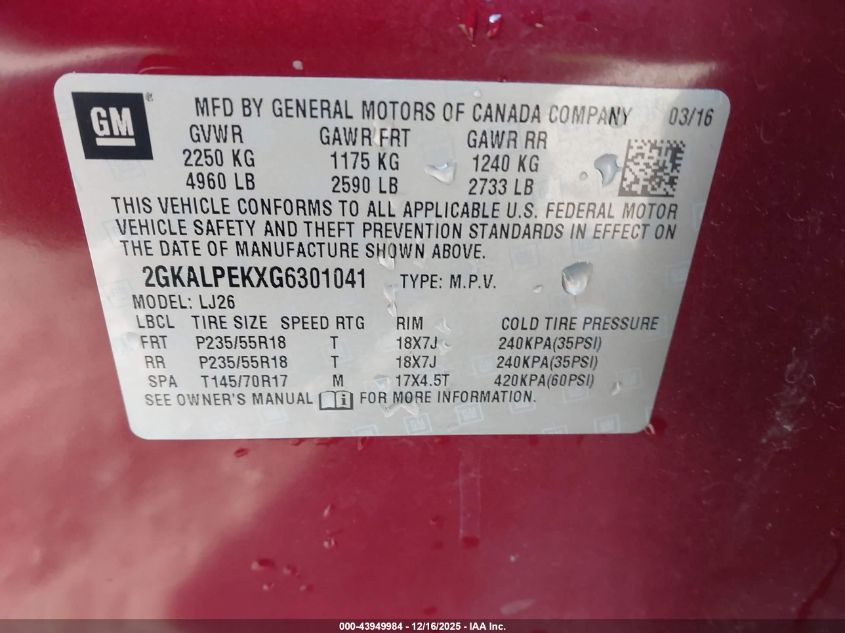 GM
MFD BY GENERAL MOTORS OF CANADA COMPANY 03/16
GVWR GAWR FRT GAWR RR
2250 KG 1175 KG 1240 KG
4960 LB 2590 LB 2733 LB
THIS VEHICLE CONFORMS TO ALL APPLICABLE U.S. FEDERAL MOTOR
VEHICLE SAFETY AND THEFT PREVENTION STANDARDS IN EFFECT ON
THE DATE OF MANUFACTURE SHOWN ABOVE.
2GKALPEKXG6301041 TYPE: M.P.V.
MODEL: LJ26
LBCL TIRE SIZE SPEED RTG RIM COLD TIRE PRESSURE
FRT P235/55R18 T 18X7J 240KPA(35PSI)
RR P235/55R18 T 18X7J 240KPA(35PSI)
SPA T145/70R17 M 17X4.5T 420KPA(60PSI)
SEE OWNER'S MANUAL FOR MORE INFORMATION.
000-43949984 - 12/16/2025 - IAA Inc.